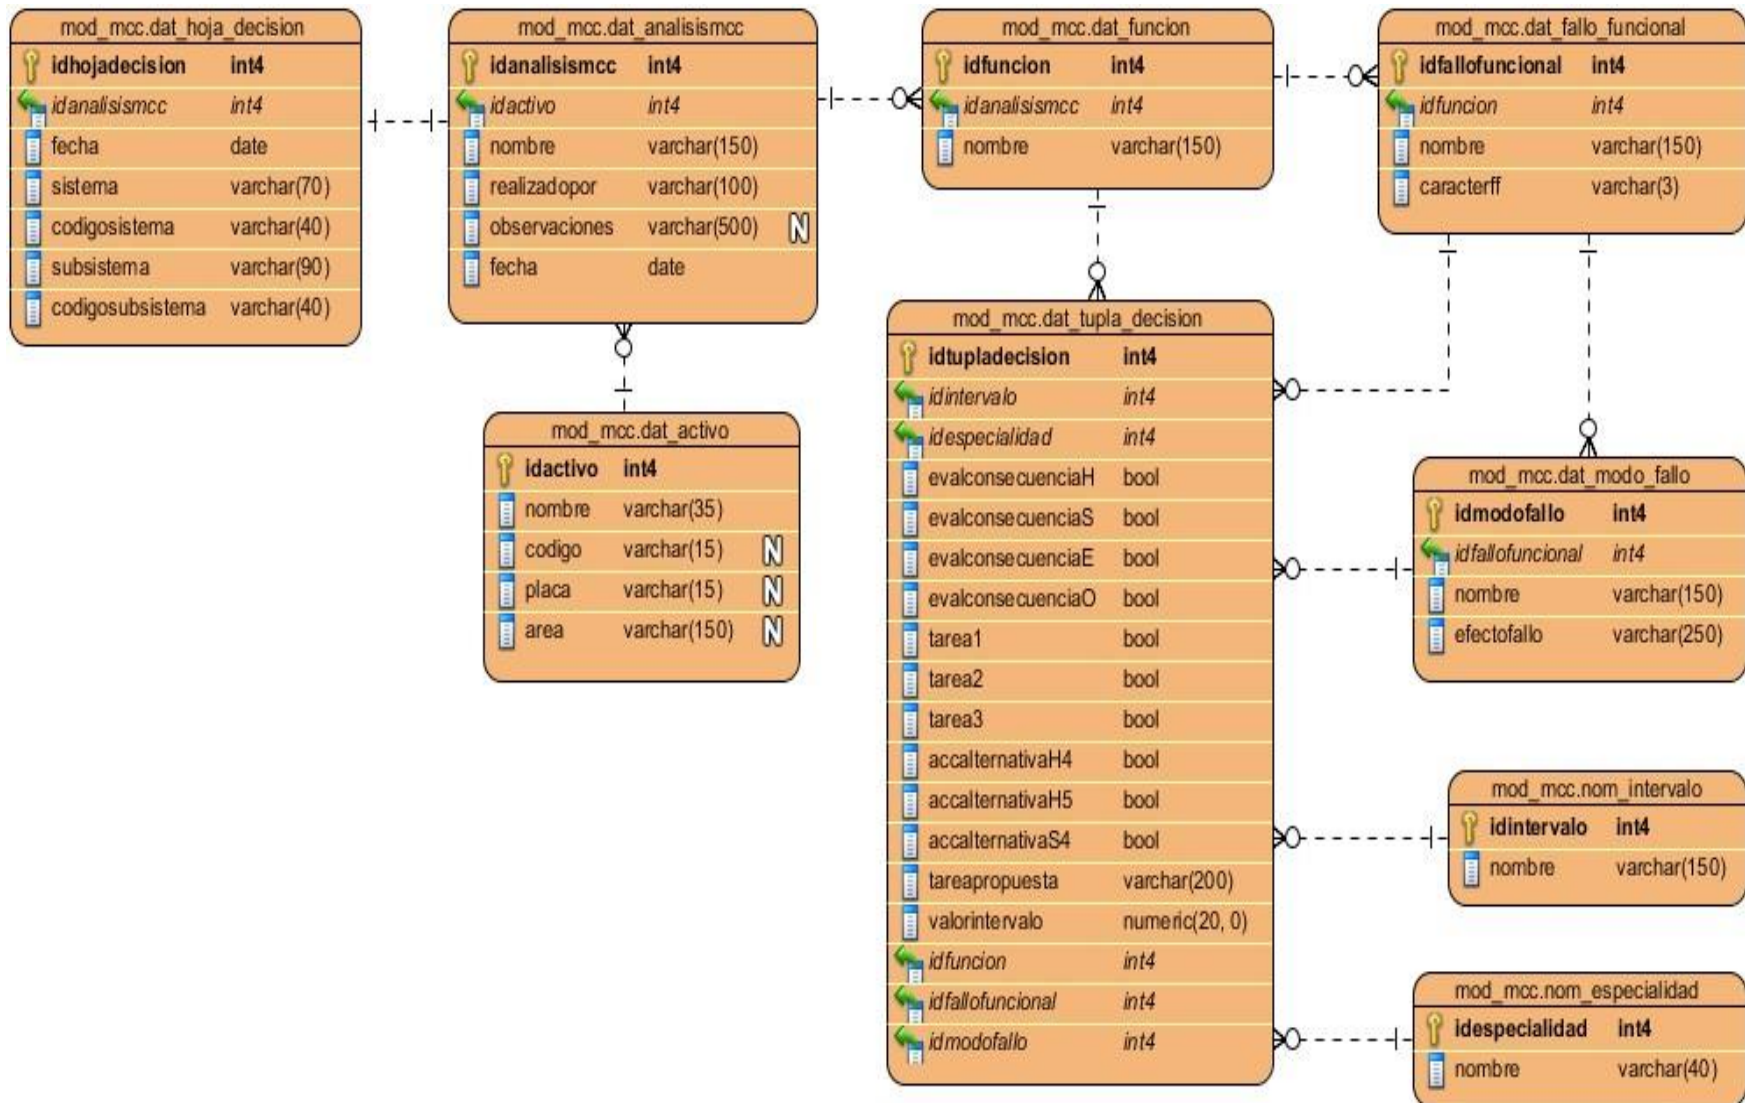 mod_mcc.dat_hoja_decision
idhojadecision int4
idanalisismcc int4
fecha date
sistema varchar(70)
codigosistema varchar(40)
subsistema varchar(90)
codigosubsistema varchar(40)
mod_mcc.dat_analisismcc
idanalisismcc int4
idactivo int4
nombre varchar(150)
realizadopor varchar(100)
observaciones varchar(500) N
fecha date
mod_mcc.dat_funcion
idfuncion int4
idanalisismcc int4
nombre varchar(150)
mod_mcc.dat_fallo_funcional
idfallofuncional int4
idfuncion int4
nombre varchar(150)
caracterff varchar(3)
mod_mcc.dat_activo
idactivo int4
nombre varchar(35)
codigo varchar(15) N
placa varchar(15) N
area varchar(150) N
mod_mcc.dat_tupla_decision
idtupladecision int4
idintervalo int4
idespecialidad int4
evalconsecuenciaH bool
evalconsecuenciaS bool
evalconsecuenciaE bool
evalconsecuenciaO bool
tarea1 bool
tarea2 bool
tarea3 bool
accalternativaH4 bool
accalternativaH5 bool
accalternativaS4 bool
tareapropuesta varchar(200)
valorintervalo numeric(20, 0)
idfuncion int4
idfallofuncional int4
idmodofallo int4
mod_mcc.dat_modo_fallo
idmodofallo int4
idfallofuncional int4
nombre varchar(150)
efectofallo varchar(250)
mod_mcc.nom_intervalo
idintervalo int4
nombre varchar(150)
mod_mcc.nom_especialidad
idespecialidad int4
nombre varchar(40)